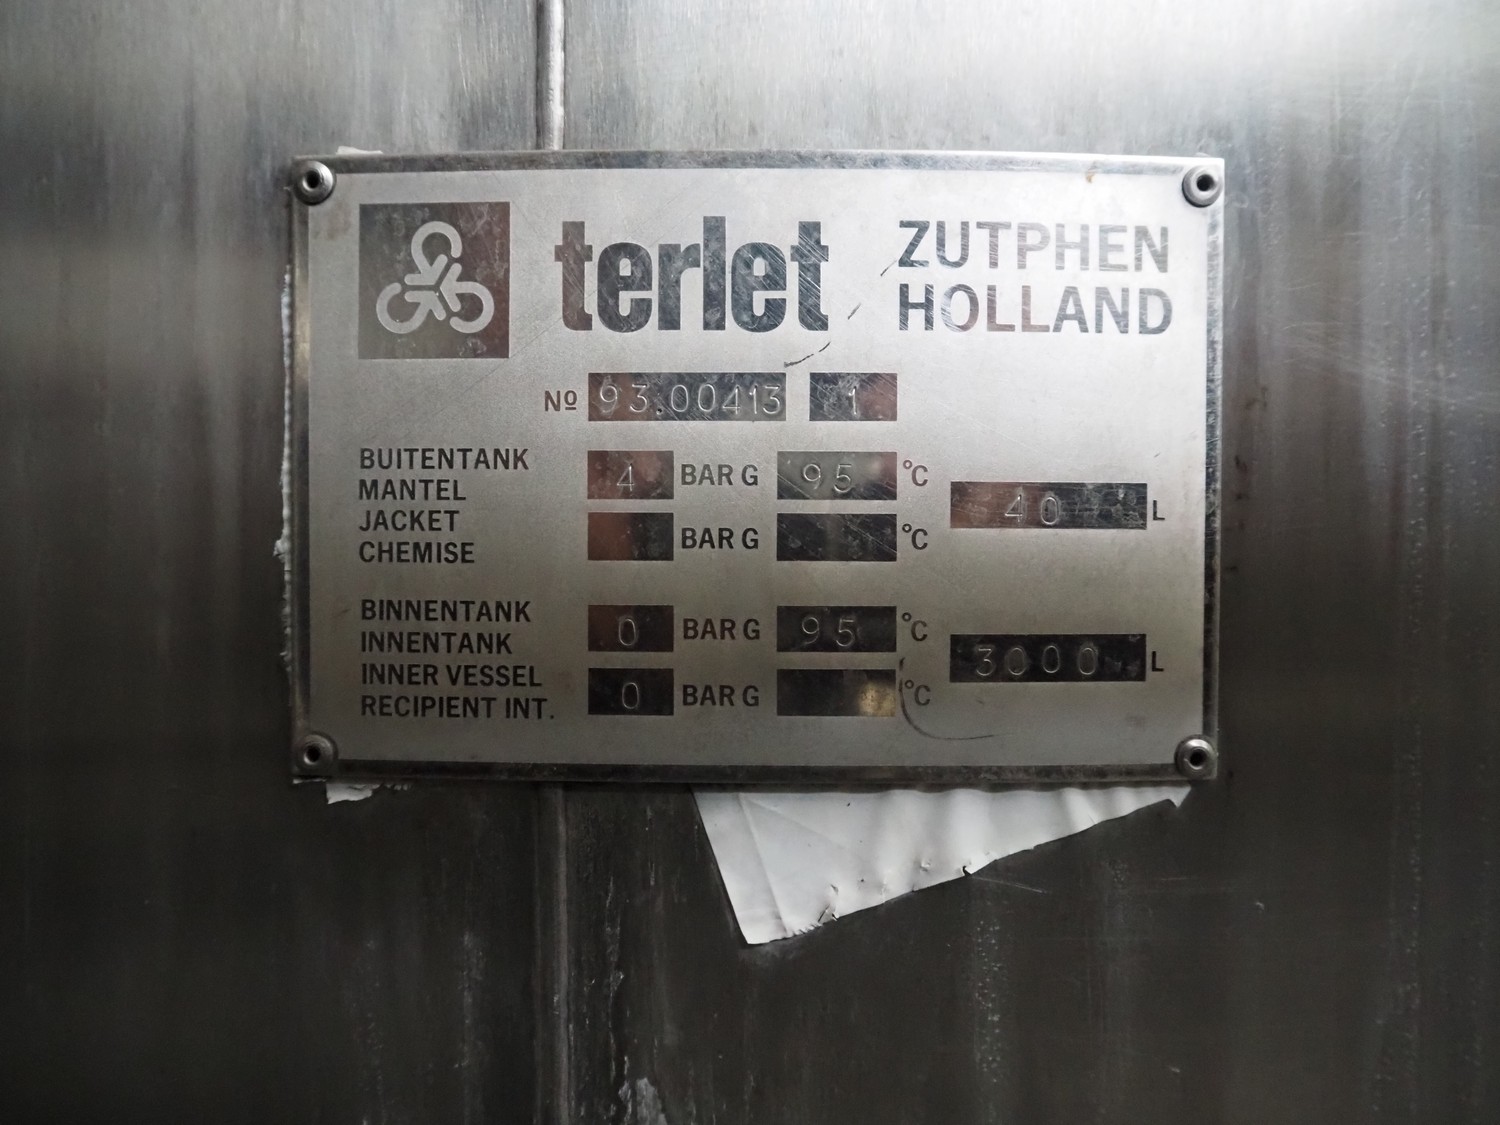 terlet ZUTPHEN
HOLLAND
Nº 93.00413 1
BUITENTANK
MANTEL
JACKET
CHEMISE
4 BAR G 95 °C
BAR G °C
40 L
BINNENTANK
INNENTANK
INNER VESSEL
RECIPIENT INT.
0 BAR G 95 °C
0 BAR G °C
3000 L